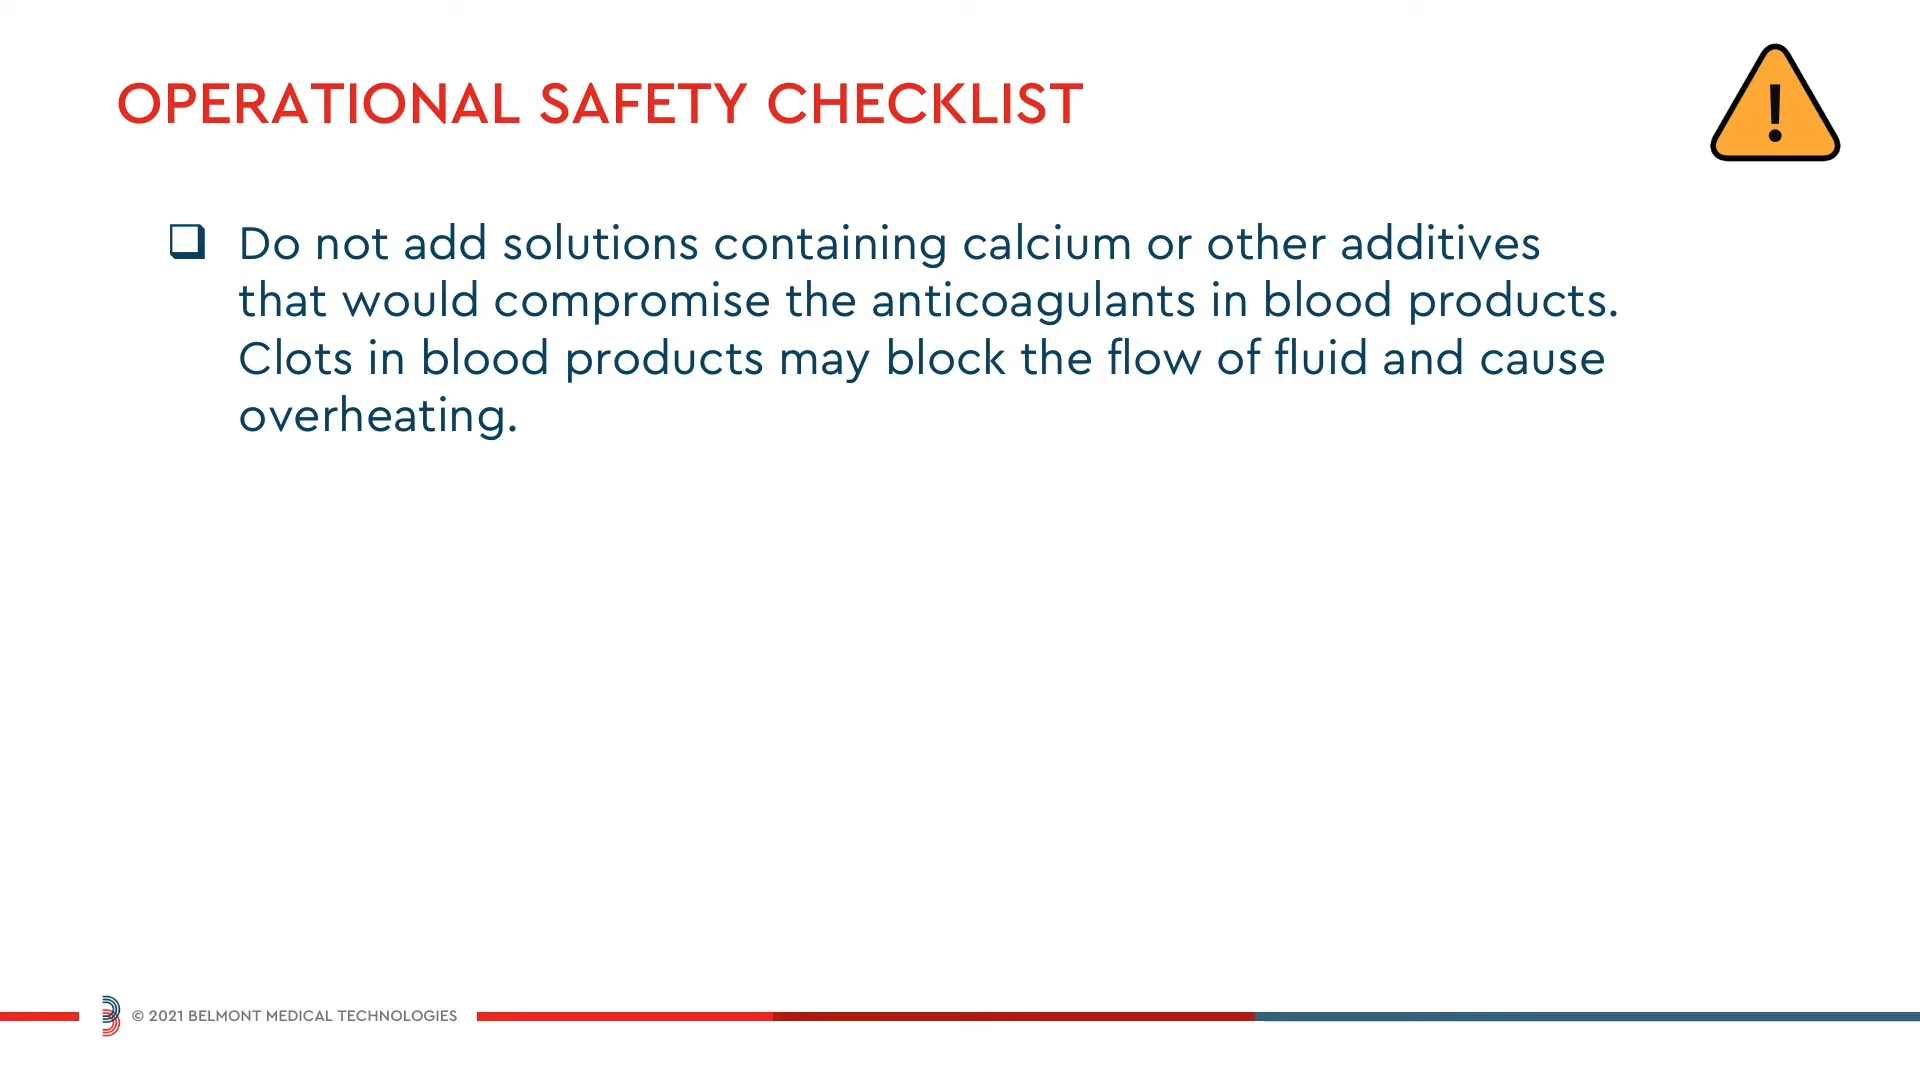 OPERATIONAL SAFETY CHECKLIST
Do not add solutions containing calcium or other additives
that would compromise the anticoagulants in blood products.
Clots in blood products may block the flow of fluid and cause
overheating.
© 2021 BELMONT MEDICAL TECHNOLOGIES